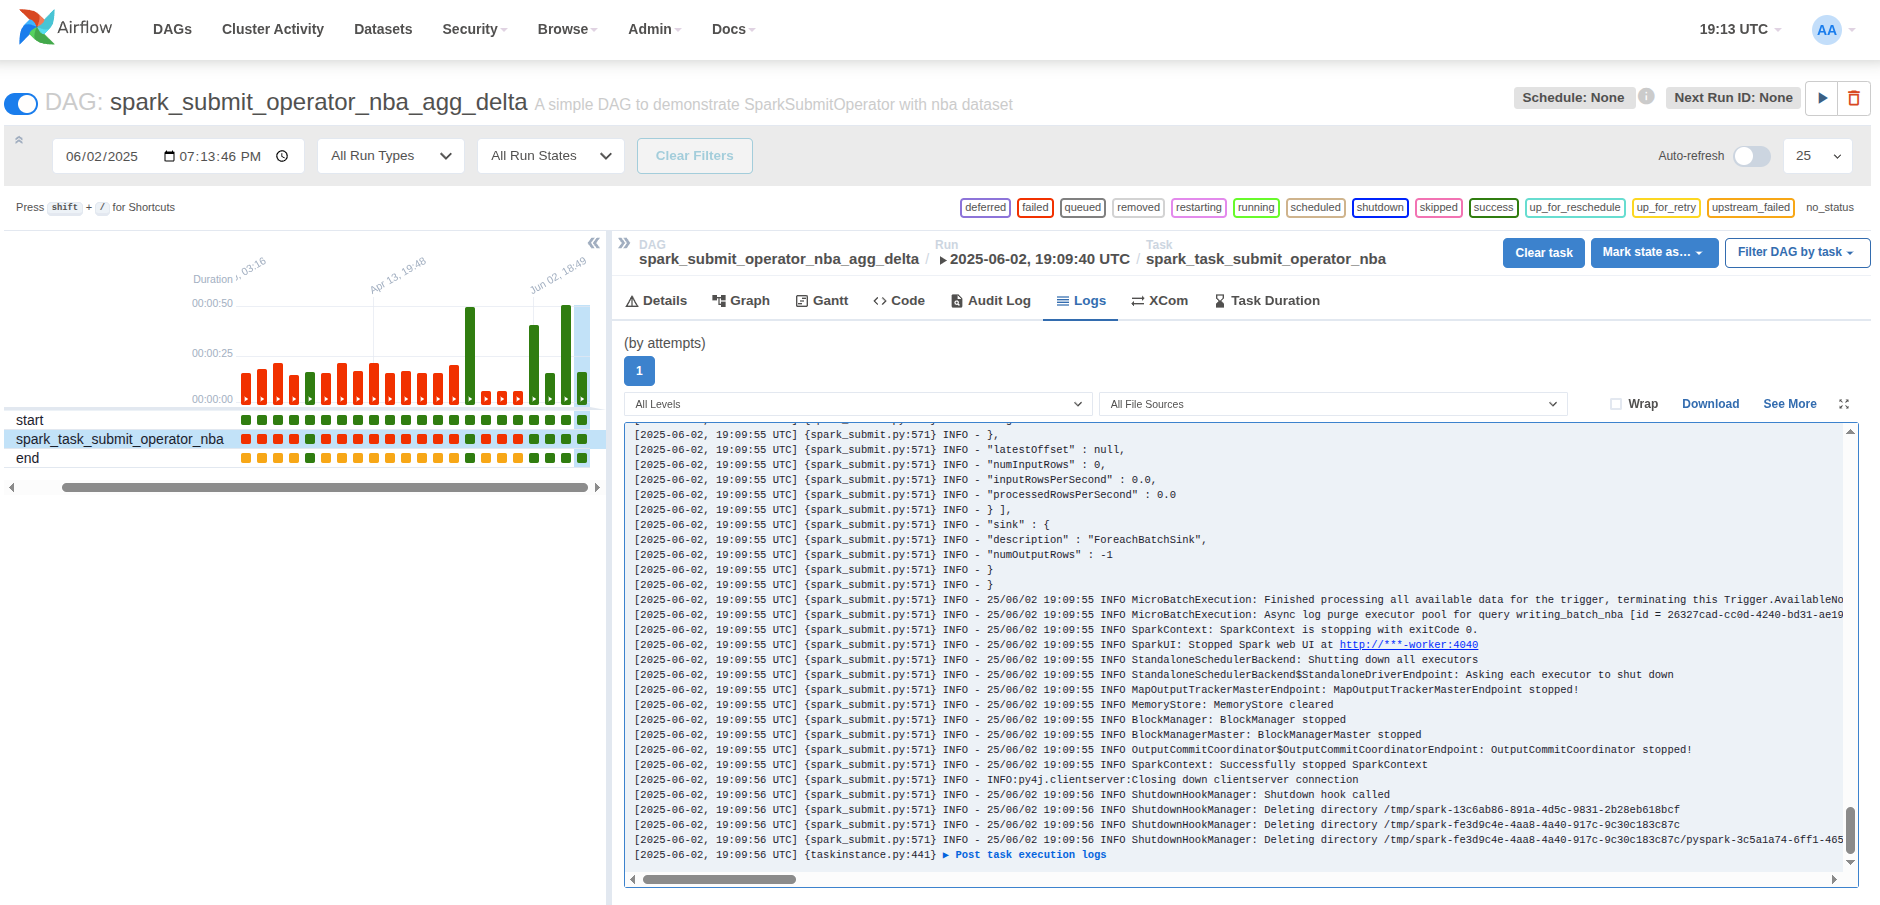 Airflow
DAGs
Cluster Activity
Datasets
Security
Browse
Admin
Docs
19:13 UTC
AA
DAG: spark_submit_operator_nba_agg_delta A simple DAG to demonstrate SparkSubmitOperator with nba dataset
Schedule: None
Next Run ID: None
06/02/2025 07:13:46 PM
All Run Types
All Run States
Clear Filters
Auto-refresh
25
Press shift + / for Shortcuts
deferred failed queued removed restarting running scheduled shutdown skipped success up_for_reschedule up_for_retry upstream_failed no_status
, 03:16
Apr 13, 19:48
Jun 02, 18:49
Duration
00:00:50
00:00:25
00:00:00
start
spark_task_submit_operator_nba
end
DAG
spark_submit_operator_nba_agg_delta
/
Run
2025-06-02, 19:09:40 UTC
/
Task
spark_task_submit_operator_nba
Clear task
Mark state as…
Filter DAG by task
Details
Graph
Gantt
Code
Audit Log
Logs
XCom
Task Duration
(by attempts)
1
All Levels
All File Sources
Wrap
Download
See More
[2025-06-02, 19:09:55 UTC] {spark_submit.py:571} INFO - },
[2025-06-02, 19:09:55 UTC] {spark_submit.py:571} INFO - "latestOffset" : null,
[2025-06-02, 19:09:55 UTC] {spark_submit.py:571} INFO - "numInputRows" : 0,
[2025-06-02, 19:09:55 UTC] {spark_submit.py:571} INFO - "inputRowsPerSecond" : 0.0,
[2025-06-02, 19:09:55 UTC] {spark_submit.py:571} INFO - "processedRowsPerSecond" : 0.0
[2025-06-02, 19:09:55 UTC] {spark_submit.py:571} INFO - } ],
[2025-06-02, 19:09:55 UTC] {spark_submit.py:571} INFO - "sink" : {
[2025-06-02, 19:09:55 UTC] {spark_submit.py:571} INFO - "description" : "ForeachBatchSink",
[2025-06-02, 19:09:55 UTC] {spark_submit.py:571} INFO - "numOutputRows" : -1
[2025-06-02, 19:09:55 UTC] {spark_submit.py:571} INFO - }
[2025-06-02, 19:09:55 UTC] {spark_submit.py:571} INFO - }
[2025-06-02, 19:09:55 UTC] {spark_submit.py:571} INFO - 25/06/02 19:09:55 INFO MicroBatchExecution: Finished processing all available data for the trigger, terminating this Trigger.AvailableNo
[2025-06-02, 19:09:55 UTC] {spark_submit.py:571} INFO - 25/06/02 19:09:55 INFO MicroBatchExecution: Async log purge executor pool for query writing_batch_nba [id = 26327cad-cc0d-4240-bd31-ae19
[2025-06-02, 19:09:55 UTC] {spark_submit.py:571} INFO - 25/06/02 19:09:55 INFO SparkContext: SparkContext is stopping with exitCode 0.
[2025-06-02, 19:09:55 UTC] {spark_submit.py:571} INFO - 25/06/02 19:09:55 INFO SparkUI: Stopped Spark web UI at http://***-worker:4040
[2025-06-02, 19:09:55 UTC] {spark_submit.py:571} INFO - 25/06/02 19:09:55 INFO StandaloneSchedulerBackend: Shutting down all executors
[2025-06-02, 19:09:55 UTC] {spark_submit.py:571} INFO - 25/06/02 19:09:55 INFO StandaloneSchedulerBackend$StandaloneDriverEndpoint: Asking each executor to shut down
[2025-06-02, 19:09:55 UTC] {spark_submit.py:571} INFO - 25/06/02 19:09:55 INFO MapOutputTrackerMasterEndpoint: MapOutputTrackerMasterEndpoint stopped!
[2025-06-02, 19:09:55 UTC] {spark_submit.py:571} INFO - 25/06/02 19:09:55 INFO MemoryStore: MemoryStore cleared
[2025-06-02, 19:09:55 UTC] {spark_submit.py:571} INFO - 25/06/02 19:09:55 INFO BlockManager: BlockManager stopped
[2025-06-02, 19:09:55 UTC] {spark_submit.py:571} INFO - 25/06/02 19:09:55 INFO BlockManagerMaster: BlockManagerMaster stopped
[2025-06-02, 19:09:55 UTC] {spark_submit.py:571} INFO - 25/06/02 19:09:55 INFO OutputCommitCoordinator$OutputCommitCoordinatorEndpoint: OutputCommitCoordinator stopped!
[2025-06-02, 19:09:55 UTC] {spark_submit.py:571} INFO - 25/06/02 19:09:55 INFO SparkContext: Successfully stopped SparkContext
[2025-06-02, 19:09:56 UTC] {spark_submit.py:571} INFO - INFO:py4j.clientserver:Closing down clientserver connection
[2025-06-02, 19:09:56 UTC] {spark_submit.py:571} INFO - 25/06/02 19:09:56 INFO ShutdownHookManager: Shutdown hook called
[2025-06-02, 19:09:56 UTC] {spark_submit.py:571} INFO - 25/06/02 19:09:56 INFO ShutdownHookManager: Deleting directory /tmp/spark-13c6ab86-891a-4d5c-9831-2b28eb618bcf
[2025-06-02, 19:09:56 UTC] {spark_submit.py:571} INFO - 25/06/02 19:09:56 INFO ShutdownHookManager: Deleting directory /tmp/spark-fe3d9c4e-4aa8-4a40-917c-9c30c183c87c
[2025-06-02, 19:09:56 UTC] {spark_submit.py:571} INFO - 25/06/02 19:09:56 INFO ShutdownHookManager: Deleting directory /tmp/spark-fe3d9c4e-4aa8-4a40-917c-9c30c183c87c/pyspark-3c5a1a74-6ff1-465
[2025-06-02, 19:09:56 UTC] {taskinstance.py:441} ▶ Post task execution logs